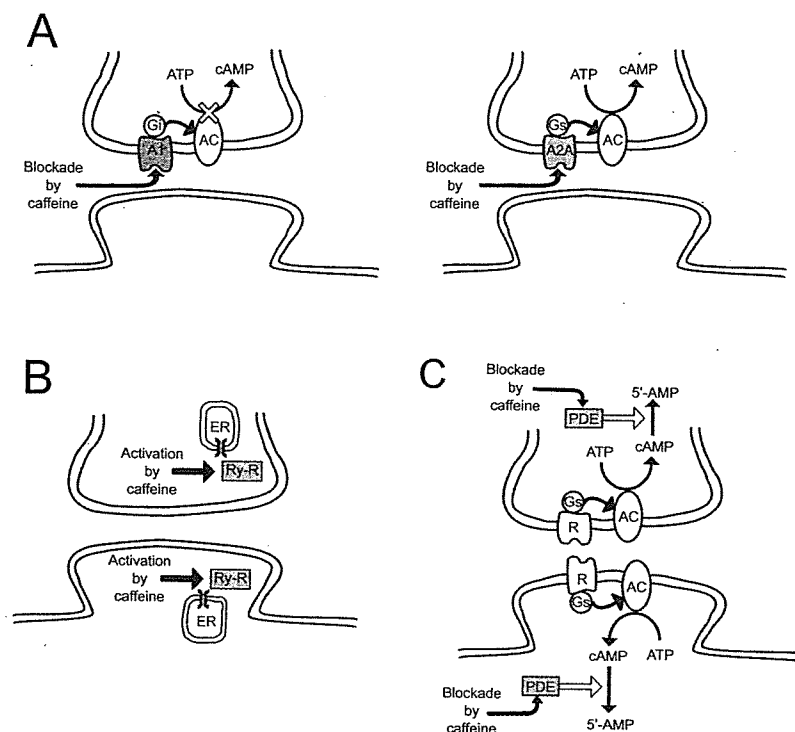 A
ATP
cAMP
Gi
A1
AC
Blockade
by
caffeine
ATP
cAMP
Gs
A2A
AC
Blockade
by
caffeine
B
ER
Activation
by
caffeine
Ry-R
Activation
by
caffeine
Ry-R
ER
C
Blockade
by
caffeine
5'-AMP
PDE
ATP
cAMP
Gs
R
AC
R
Gs
AC
cAMP
ATP
Blockade
by
caffeine
PDE
5'-AMP